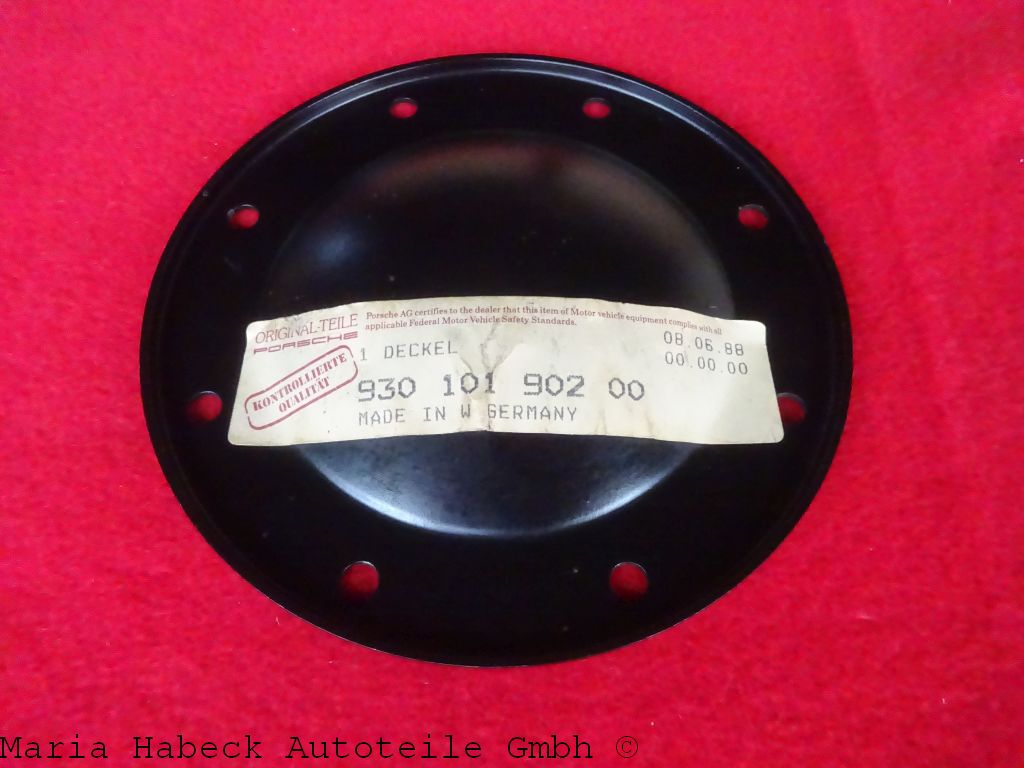 ORIGINAL-TEILE
PORSCHE
Porsche AG certifies to the dealer that this item of Motor vehicle equipment complies with all
applicable Federal Motor Vehicle Safety Standards.
08.06.88
00.00.00
1 DECKEL
KONTROLLIERTE
QUALITÄT
930 101 902 00
MADE IN W GERMANY
Maria Habeck Autoteile Gmbh ©